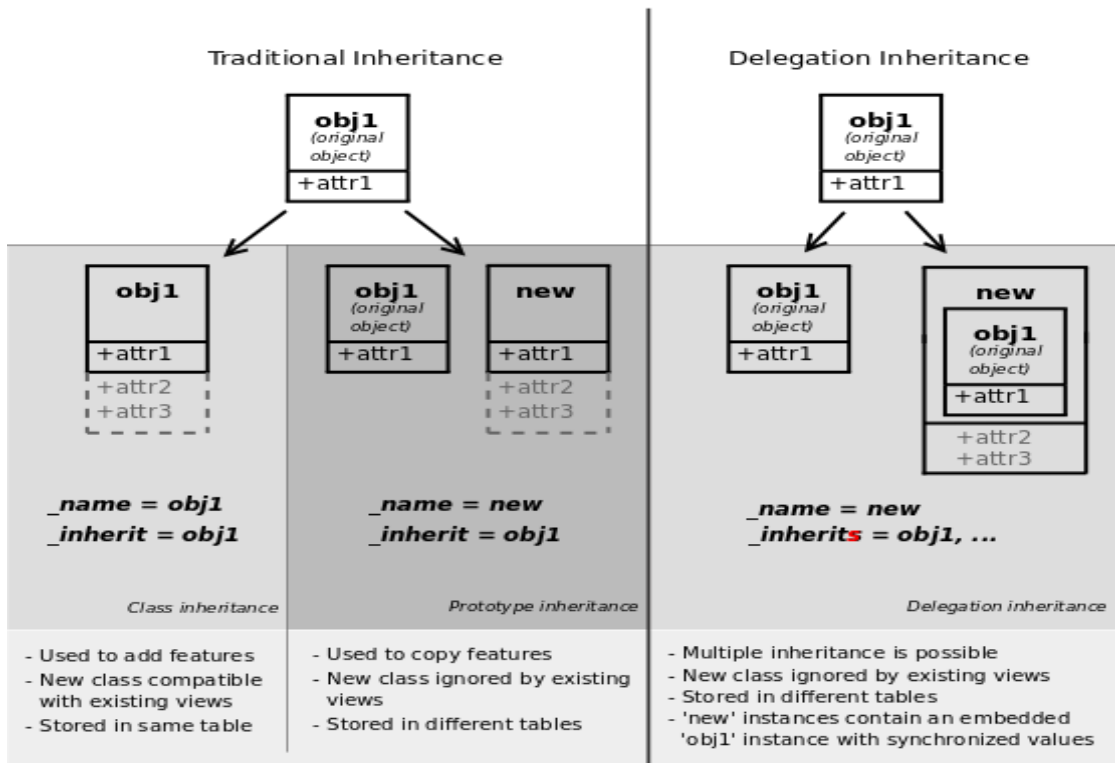 Traditional Inheritance
obj1
(original
object)
+attr1
obj1
+attr1
+attr2
+attr3
_name = obj1
_inherit = obj1
Class inheritance
- Used to add features
- New class compatible
with existing views
- Stored in same table
obj1
(original
object)
+attr1
new
+attr1
+attr2
+attr3
_name = new
_inherit = obj1
Prototype inheritance
- Used to copy features
- New class ignored by existing
views
- Stored in different tables
Delegation Inheritance
obj1
(original
object)
+attr1
obj1
(original
object)
+attr1
new
obj1
(original
object)
+attr1
+attr2
+attr3
_name = new
_inherits = obj1, ...
Delegation inheritance
- Multiple inheritance is possible
- New class ignored by existing views
- Stored in different tables
- 'new' instances contain an embedded
'obj1' instance with synchronized values